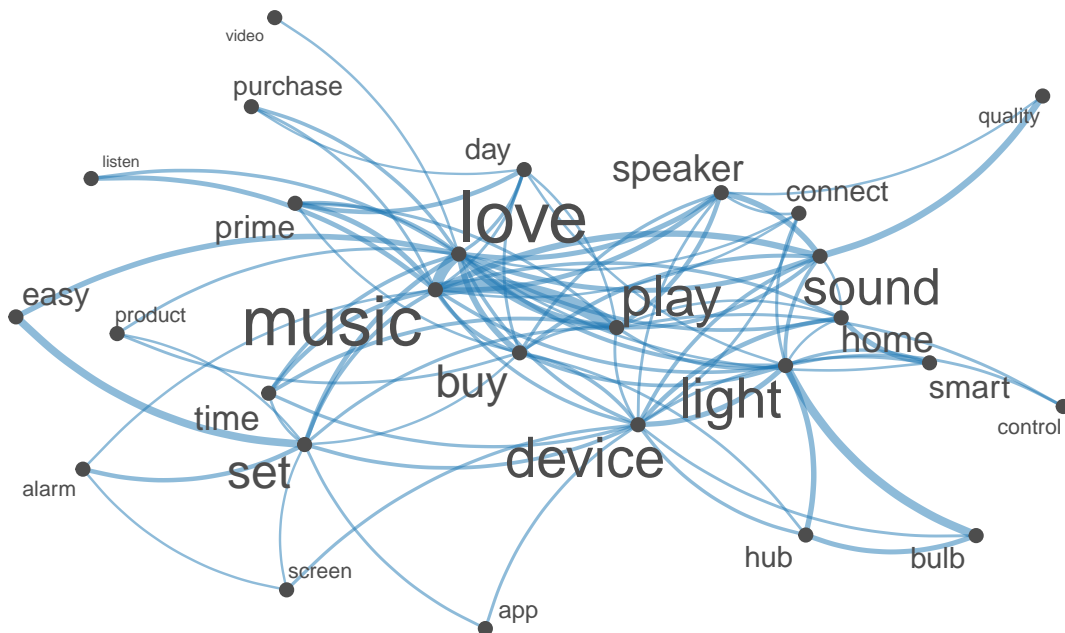 video
purchase
day
quality
listen
speaker
connect
prime
love
easy
product
music
play
sound
home
buy
light
smart
time
set
device
control
alarm
hub
bulb
screen
app